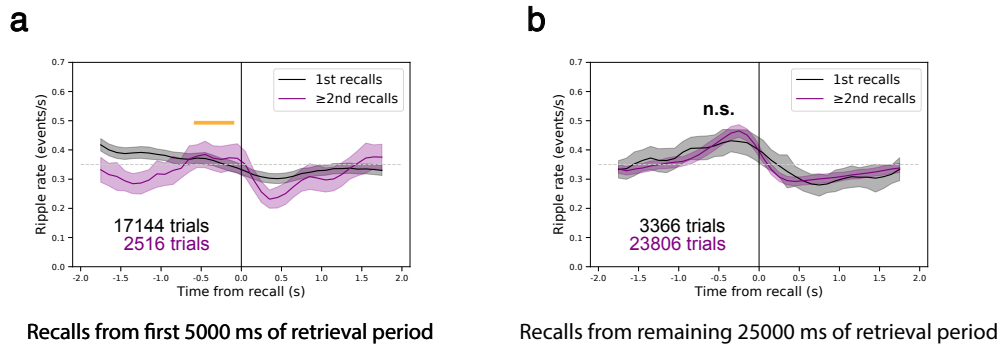 a
0.7
0.6
0.5
0.4
0.3
0.2
0.1
0.0
Ripple rate (events/s)
1st recalls
≥2nd recalls
17144 trials
2516 trials
-2.0 -1.5 -1.0 -0.5 0.0 0.5 1.0 1.5 2.0
Time from recall (s)
Recalls from first 5000 ms of retrieval period
b
0.7
0.6
0.5
0.4
0.3
0.2
0.1
0.0
Ripple rate (events/s)
1st recalls
≥2nd recalls
n.s.
3366 trials
23806 trials
-2.0 -1.5 -1.0 -0.5 0.0 0.5 1.0 1.5 2.0
Time from recall (s)
Recalls from remaining 25000 ms of retrieval period